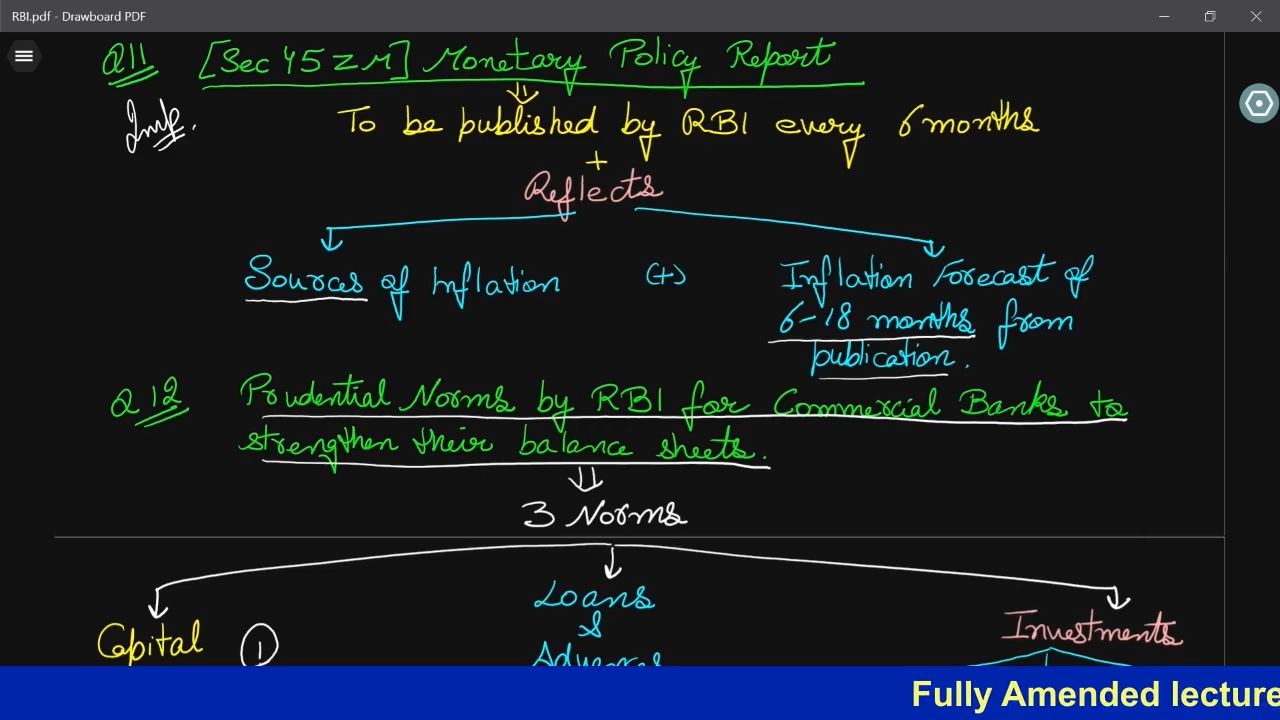 RBI.pdf - Drawboard PDF
Q11 [Sec 45ZM] Monetary Policy Report
Imp. To be published by RBI every 6 months
+
Reflects
Sources of Inflation (+) Inflation Forecast of
6-18 months from
publication.
Q12 Prudential Norms by RBI for Commercial Banks to
strengthen their balance sheets.
3 Norms
Capital 1 Loans Investments
&
Advances
Fully Amended lecture